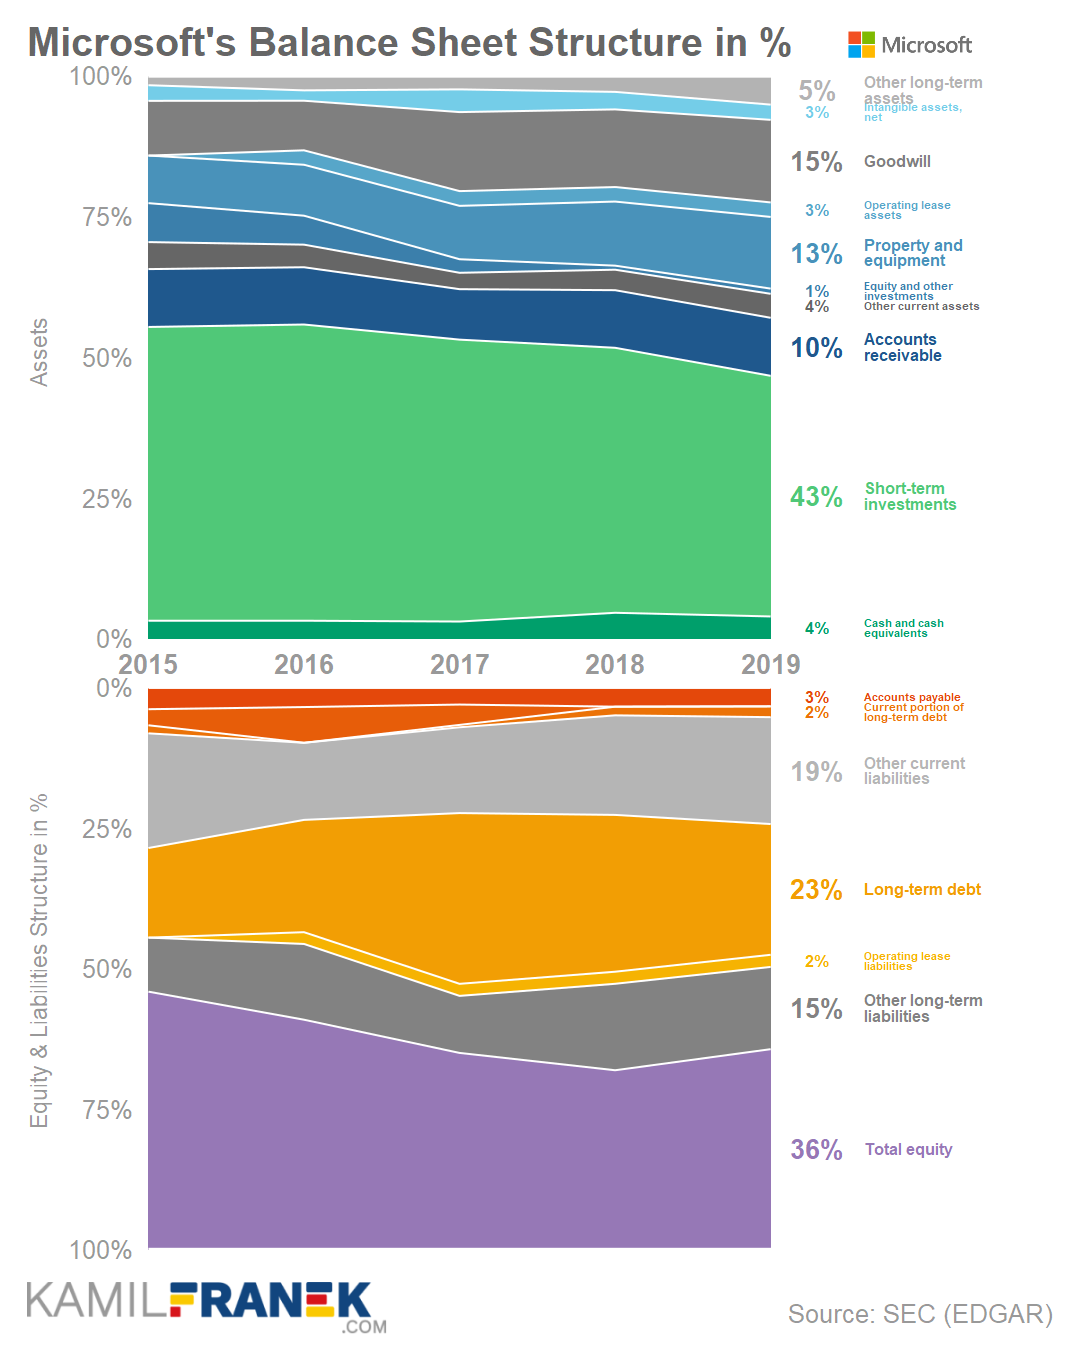 Microsoft's Balance Sheet Structure in %
Microsoft
100%
75%
50%
25%
0%
Assets
5% Other long-term
assets
3% Intangible assets,
net
15% Goodwill
3% Operating lease
assets
13% Property and
equipment
1% Equity and other
investments
4% Other current assets
10% Accounts
receivable
43% Short-term
investments
4% Cash and cash
equivalents
2015 2016 2017 2018 2019
0%
25%
50%
75%
100%
Equity & Liabilities Structure in %
3% Accounts payable
2% Current portion of
long-term debt
19% Other current
liabilities
23% Long-term debt
2% Operating lease
liabilities
15% Other long-term
liabilities
36% Total equity
KAMILFRANEK
.COM
Source: SEC (EDGAR)